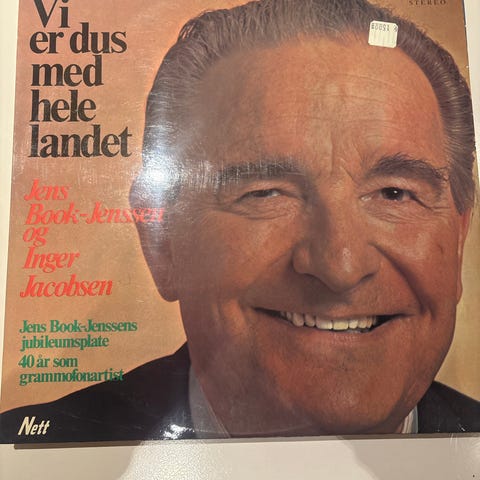 STEREO
Vi
er dus
med
hele
landet
Jens
Book-Jenssen
og
Inger
Jacobsen
Jens Book-Jenssens
jubileumsplate
40 år som
grammofonartist
Nett